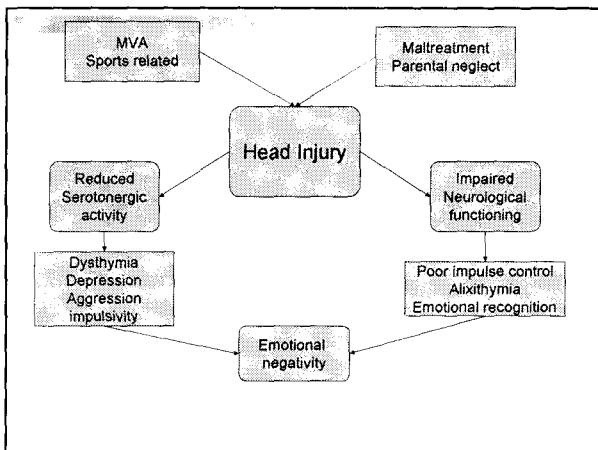 MVA
Sports related
Maltreatment
Parental neglect
Head Injury
Reduced
Serotonergic
activity
Impaired
Neurological
functioning
Dysthymia
Depression
Aggression
impulsivity
Poor impulse control
Alixithymia
Emotional recognition
Emotional
negativity